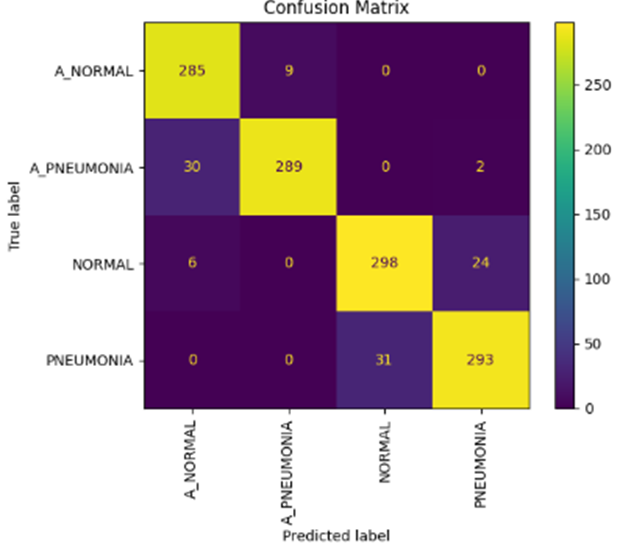 Confusion Matrix
A_NORMAL 285 9 0 0
A_PNEUMONIA 30 289 0 2
NORMAL 6 0 298 24
PNEUMONIA 0 0 31 293
True label
A_NORMAL A_PNEUMONIA NORMAL PNEUMONIA
Predicted label
250
200
150
100
50
0